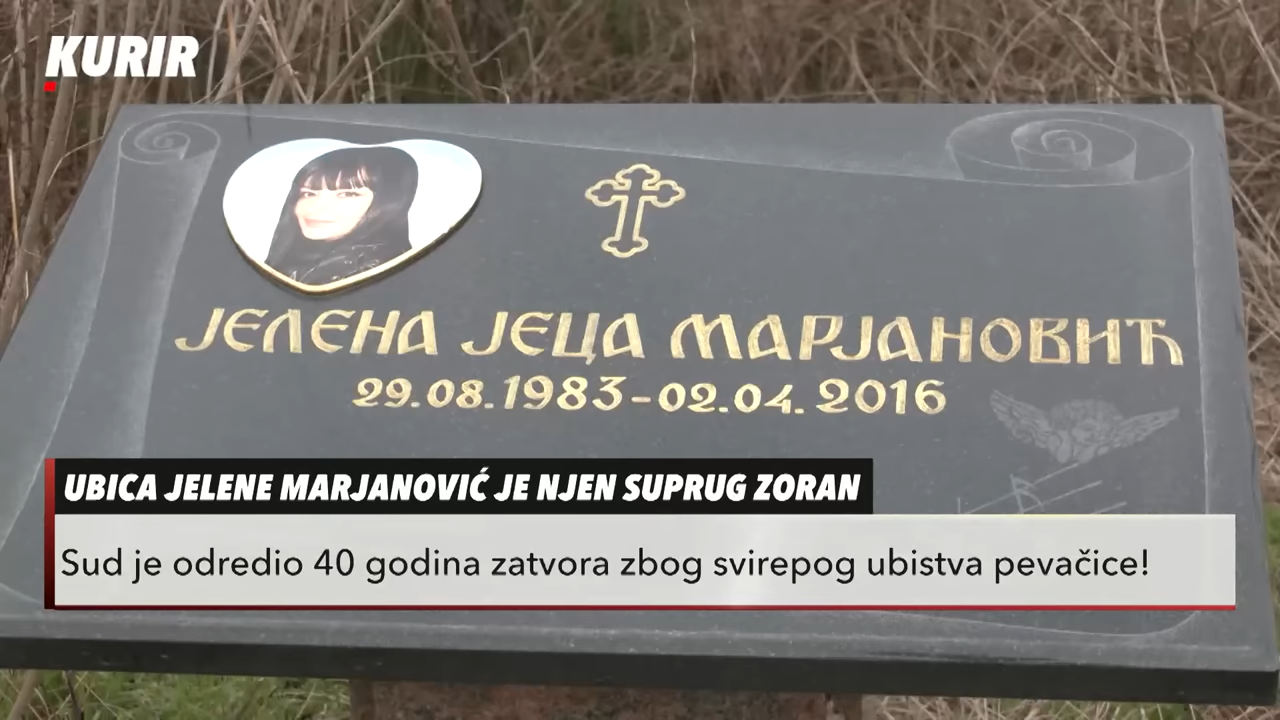 KURIR
ЈЕЛЕНА ЈЕЦА МАРЈАНОВИЋ
29.08.1983-02.04.2016
UBICA JELENE MARJANOVIĆ JE NJEN SUPRUG ZORAN
Sud je odredio 40 godina zatvora zbog svirepog ubistva pevačice!